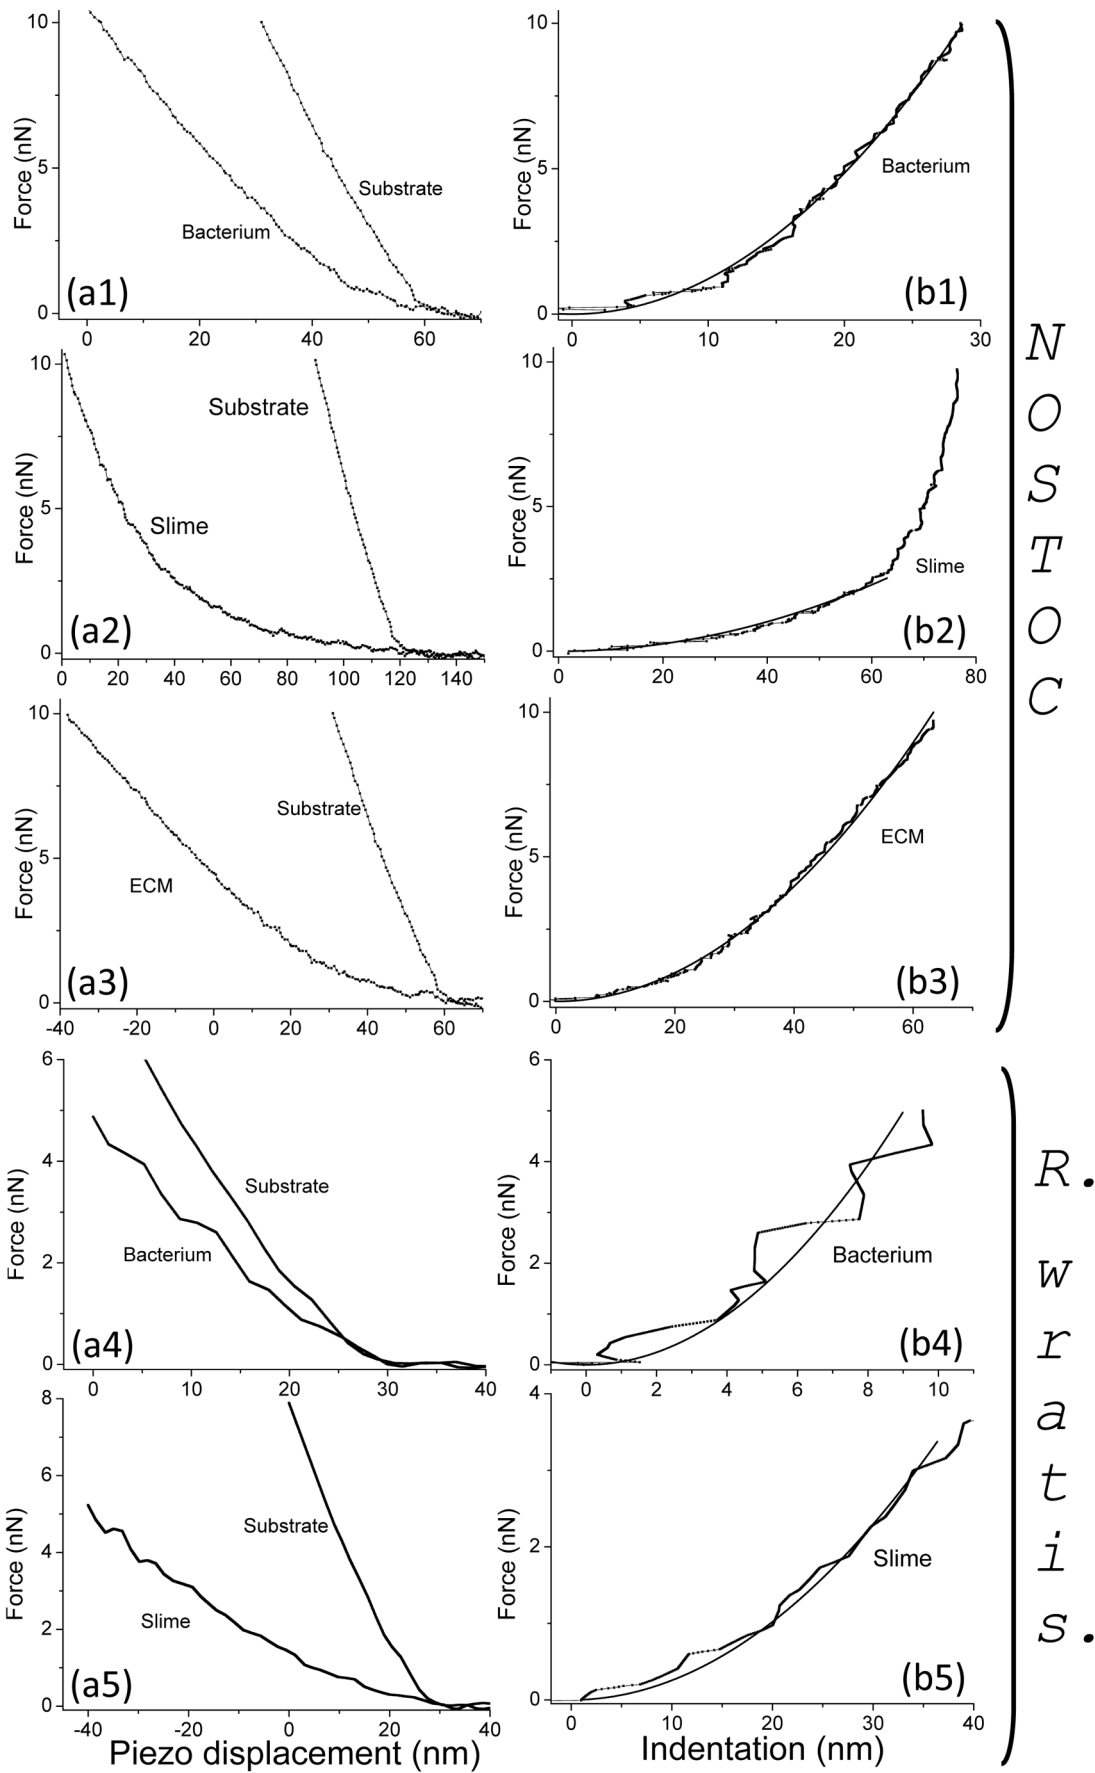 10
5
0
Force (nN)
Substrate
Bacterium
(a1)
0 20 40 60
10
5
0
Force (nN)
Bacterium
(b1)
0 10 20 30
10
5
0
Force (nN)
Substrate
Slime
(a2)
0 20 40 60 80 100 120 140
10
5
0
Force (nN)
Slime
(b2)
20 40 60 80
10
5
0
Force (nN)
Substrate
ECM
(a3)
-40 -20 0 20 40 60
10
5
0
Force (nN)
ECM
(b3)
0 20 40 60
NOSTOC
6
4
2
0
Force (nN)
Substrate
Bacterium
(a4)
0 10 20 30 40
6
4
2
0
Force (nN)
Bacterium
(b4)
0 2 4 6 8 10
8
6
4
2
0
Force (nN)
Substrate
Slime
(a5)
-40 -20 0 20 40
Piezo displacement (nm)
4
2
0
Force (nN)
Slime
(b5)
0 10 20 30 40
Indentation (nm)
R. wratis.